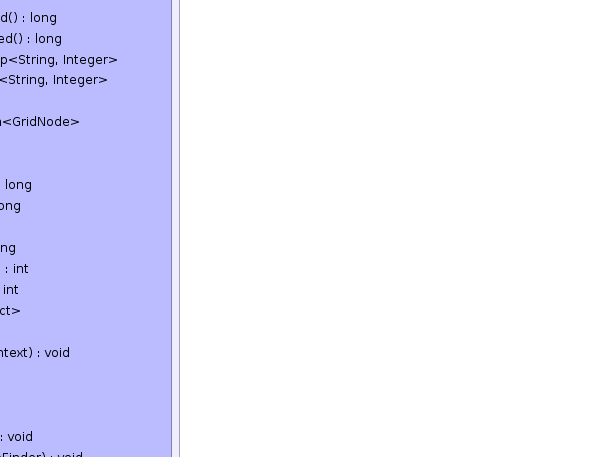 d() : long
ed() : long
p<String, Integer>
<String, Integer>
<GridNode>
long
ong
ng
: int
int
ct>
ntext) : void
: void
Finder) : void